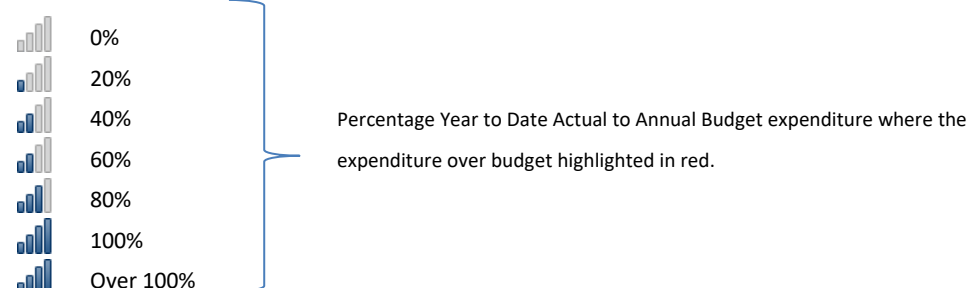 0%
20%
40%
60%
80%
100%
Over 100%
Percentage Year to Date Actual to Annual Budget expenditure where the
expenditure over budget highlighted in red.